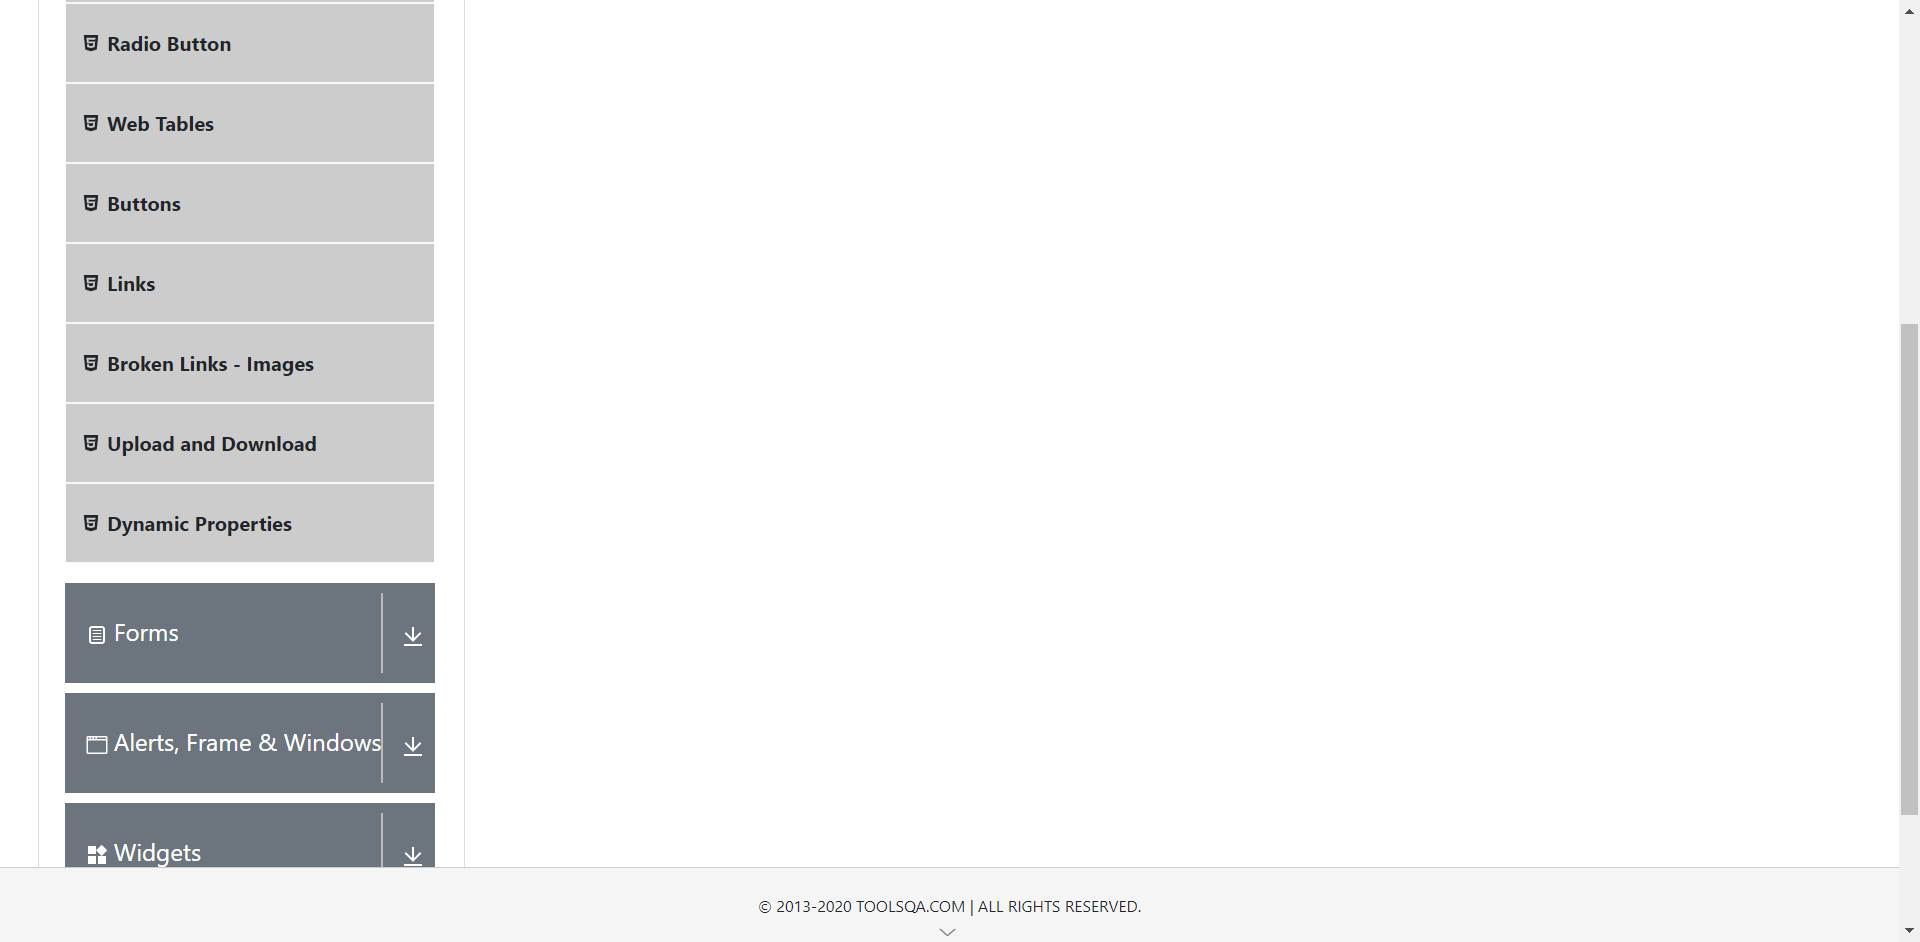 Radio Button
Web Tables
Buttons
Links
Broken Links - Images
Upload and Download
Dynamic Properties
Forms
Alerts, Frame & Windows
Widgets
© 2013-2020 TOOLSQA.COM | ALL RIGHTS RESERVED.